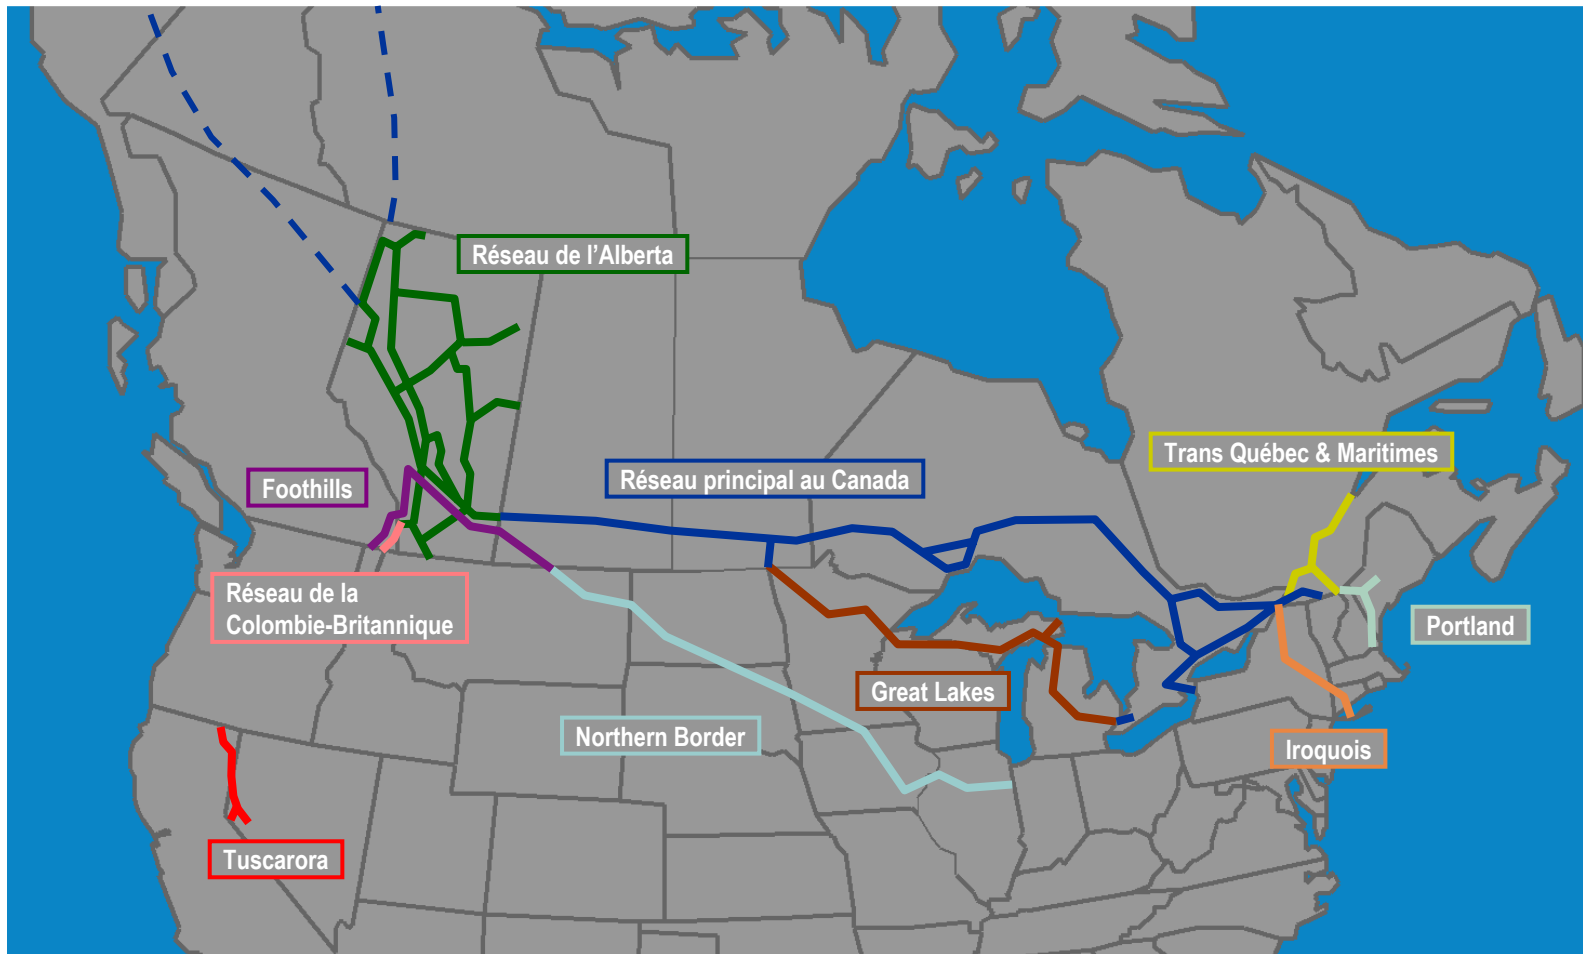 Réseau de l’Alberta
Trans Québec & Maritimes
Réseau principal au Canada
Foothills
Réseau de la
Colombie-Britannique
Portland
Great Lakes
Northern Border
Iroquois
Tuscarora